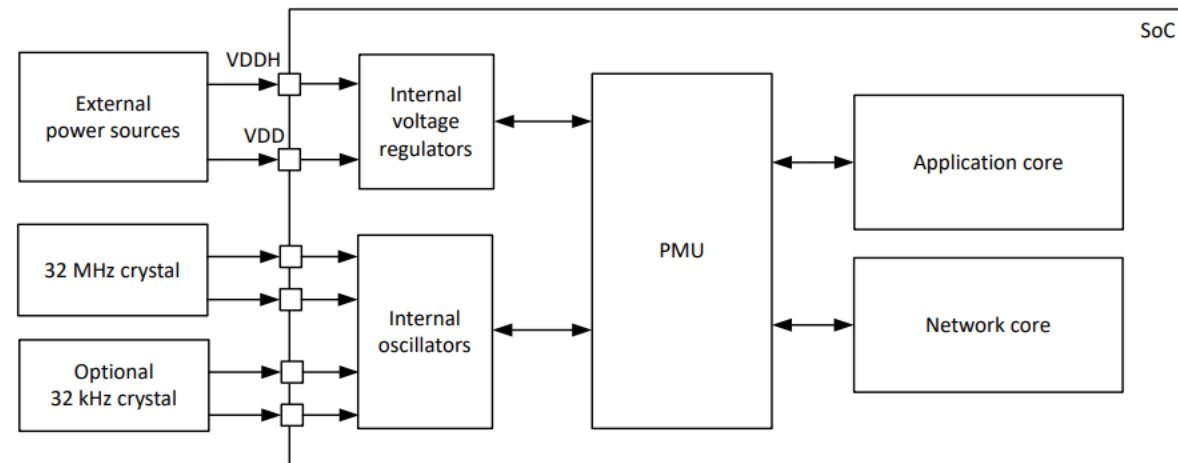 SoC
VDDH
External
power sources
VDD
Internal
voltage
regulators
Application core
32 MHz crystal
PMU
Internal
oscillators
Network core
Optional
32 kHz crystal